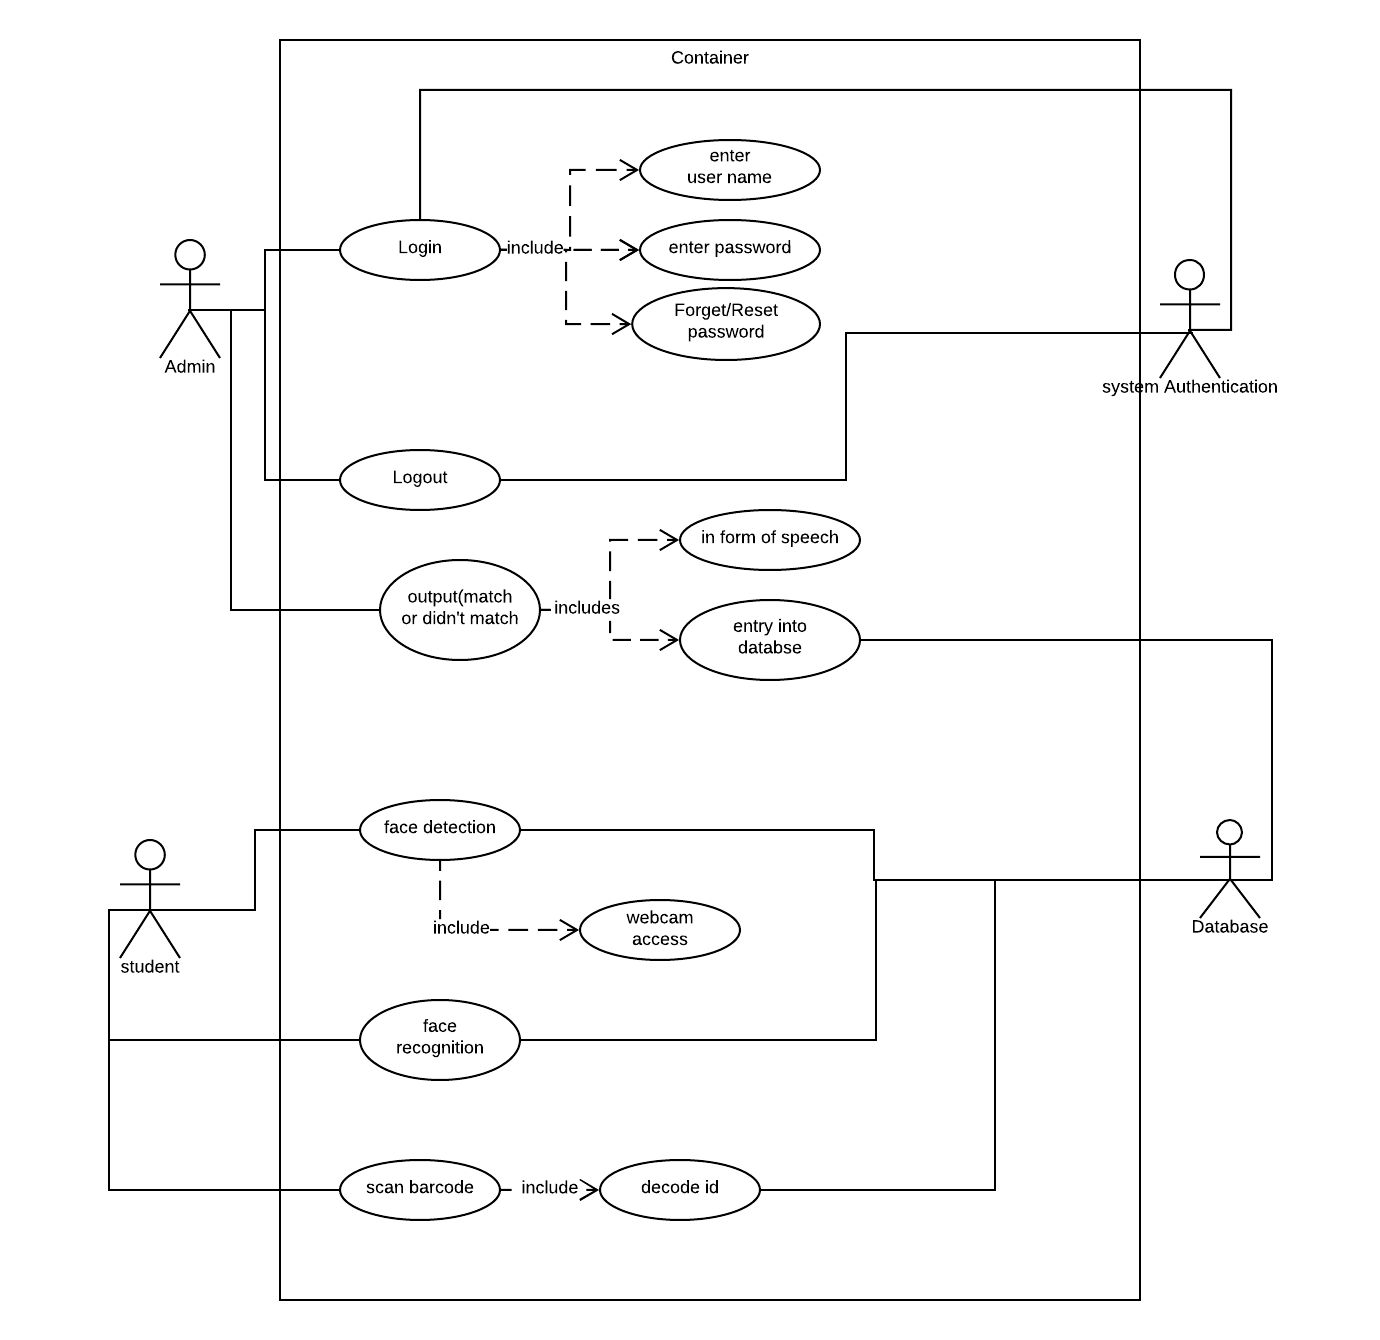 Container
enter
user name
Login
include
enter password
Forget/Reset
password
Admin
system Authentication
Logout
in form of speech
output(match
or didn't match
includes
entry into
databse
face detection
webcam
access
include
Database
student
face
recognition
scan barcode
include
decode id